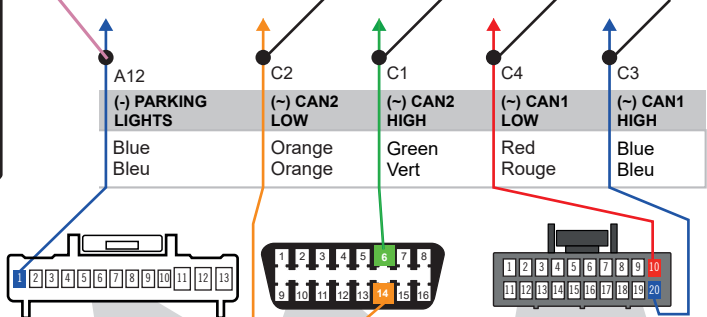 A12 C2 C1 C4 C3
(-) PARKING LIGHTS (~) CAN2 LOW (~) CAN2 HIGH (~) CAN1 LOW (~) CAN1 HIGH
Blue Orange Green Red Blue
Bleu Orange Vert Rouge Bleu
1 2 3 4 5 6 7 8 9 10 11 12 13
1 2 3 4 5 6 7 8
9 10 11 12 13 14 15 16
1 2 3 4 5 6 7 8 9 10
11 12 13 14 15 16 17 18 19 20